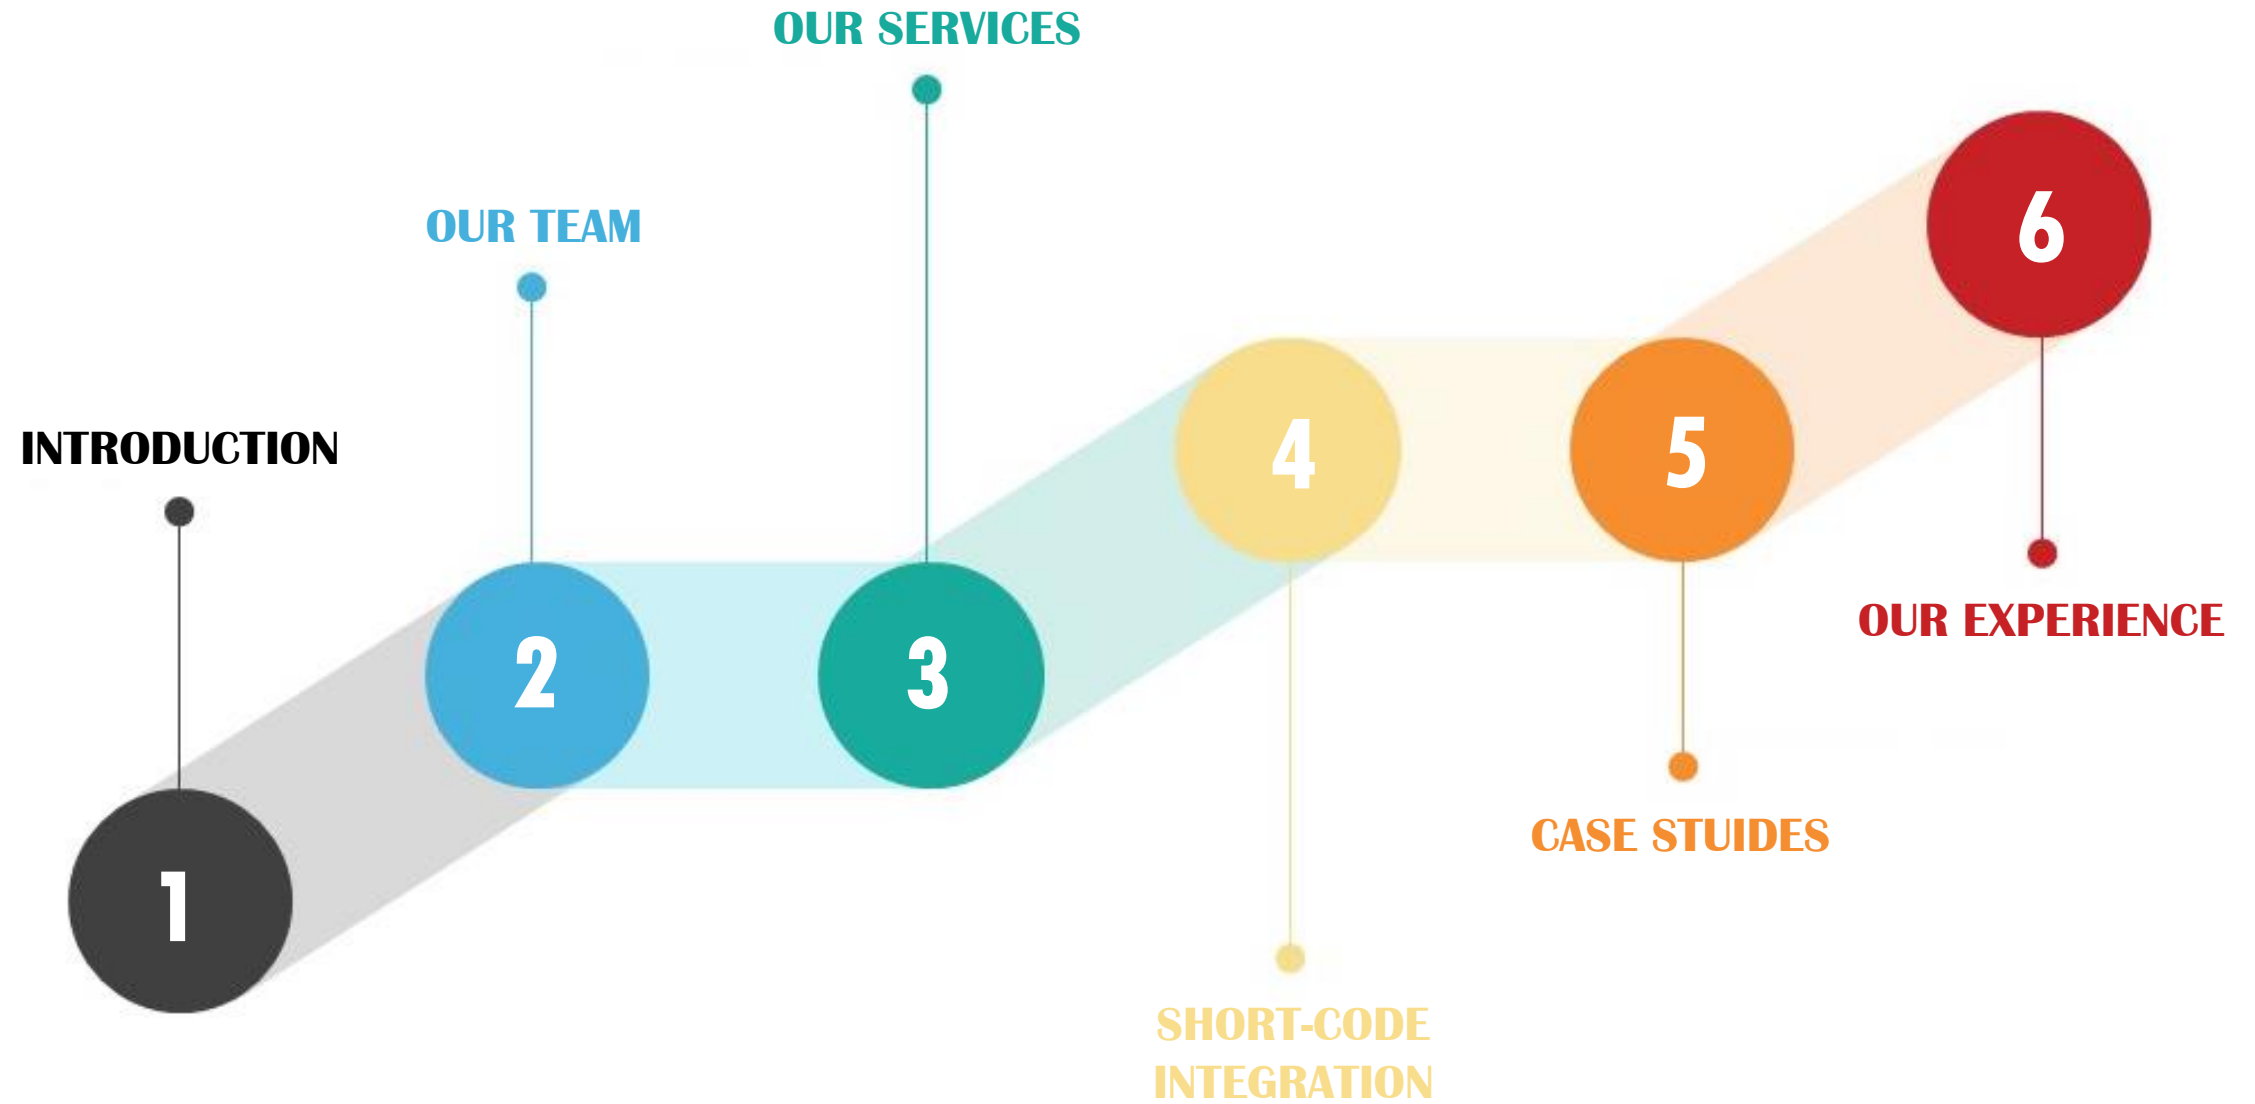 INTRODUCTION
1
OUR TEAM
2
OUR SERVICES
3
4
SHORT-CODE
INTEGRATION
5
CASE STUIDES
6
OUR EXPERIENCE